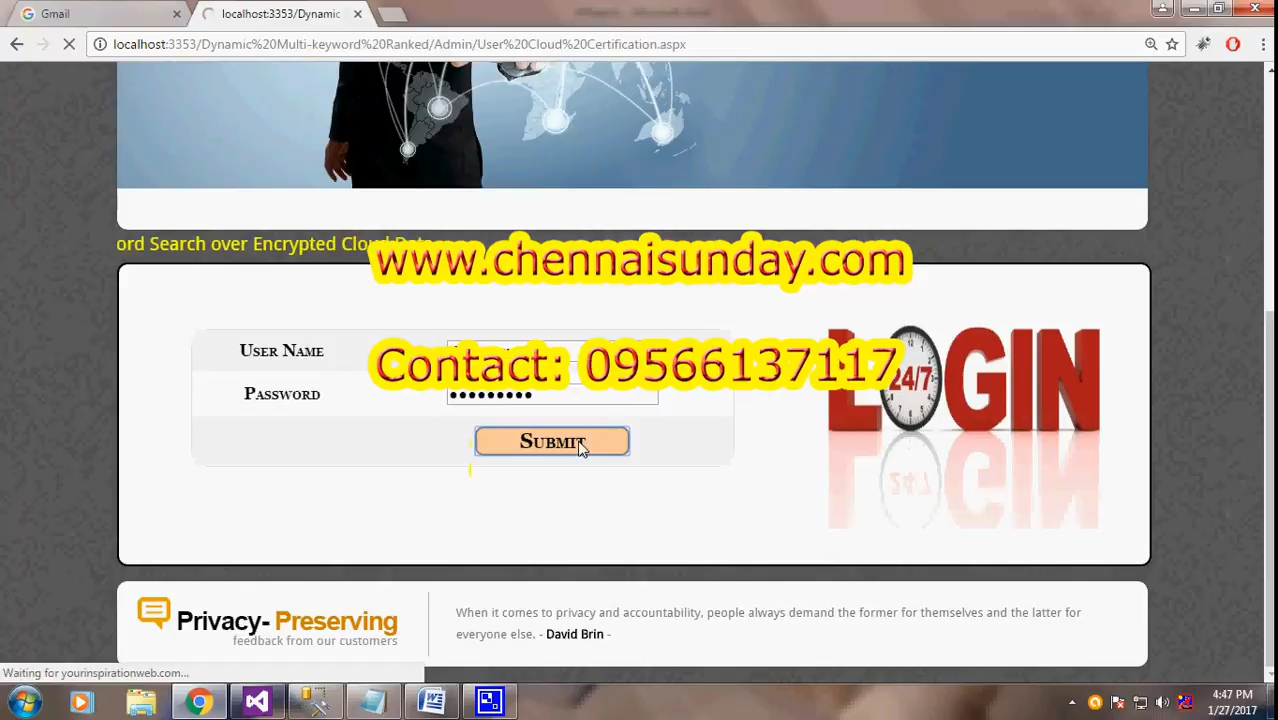 Gmail
localhost:3353/Dynamic
localhost:3353/Dynamic%20Multi-keyword%20Ranked/Admin/User%20Cloud%20Certification.aspx
ord Search over Encrypted Cloud Data
www.chennaisunday.com
User Name
Contact: 09566137117
Password
Submit
LOGIN
24/7
Privacy- Preserving
feedback from our customers
When it comes to privacy and accountability, people always demand the former for themselves and the latter for
everyone else. - David Brin -
Waiting for yourinspirationweb.com...
4:47 PM
1/27/2017